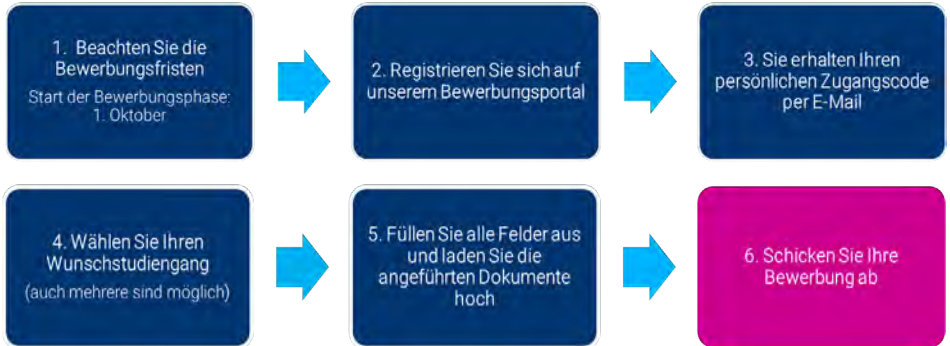 1. Beachten Sie die
Bewerbungsfristen
Start der Bewerbungsphase:
1. Oktober
2. Registrieren Sie sich auf
unserem Bewerbungsportal
3. Sie erhalten Ihren
persönlichen Zugangscode
per E-Mail
4. Wählen Sie Ihren
Wunschstudiengang
(auch mehrere sind möglich)
5. Füllen Sie alle Felder aus
und laden Sie die
angeführten Dokumente
hoch
6. Schicken Sie Ihre
Bewerbung ab